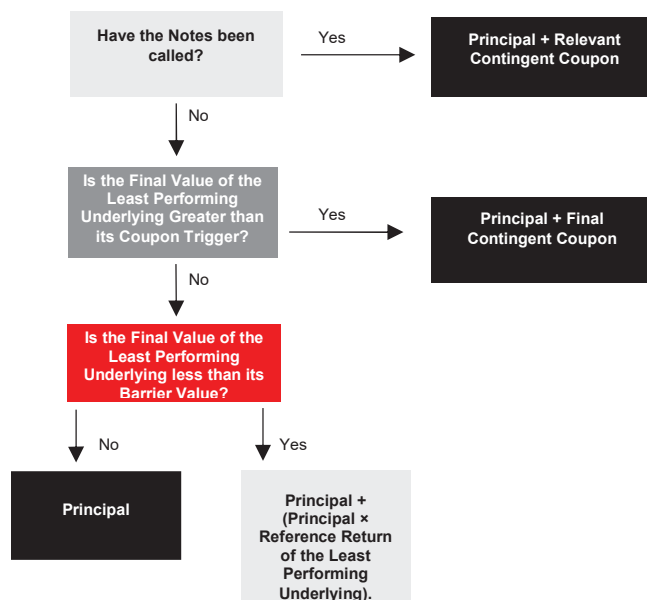 Have the Notes been
called?
Yes
Principal + Relevant
Contingent Coupon
No
Is the Final Value of the
Least Performing
Underlying Greater than
its Coupon Trigger?
Yes
Principal + Final
Contingent Coupon
No
Is the Final Value of the
Least Performing
Underlying less than its
Barrier Value?
No
Yes
Principal
Principal +
(Principal ×
Reference Return
of the Least
Performing
Underlying).